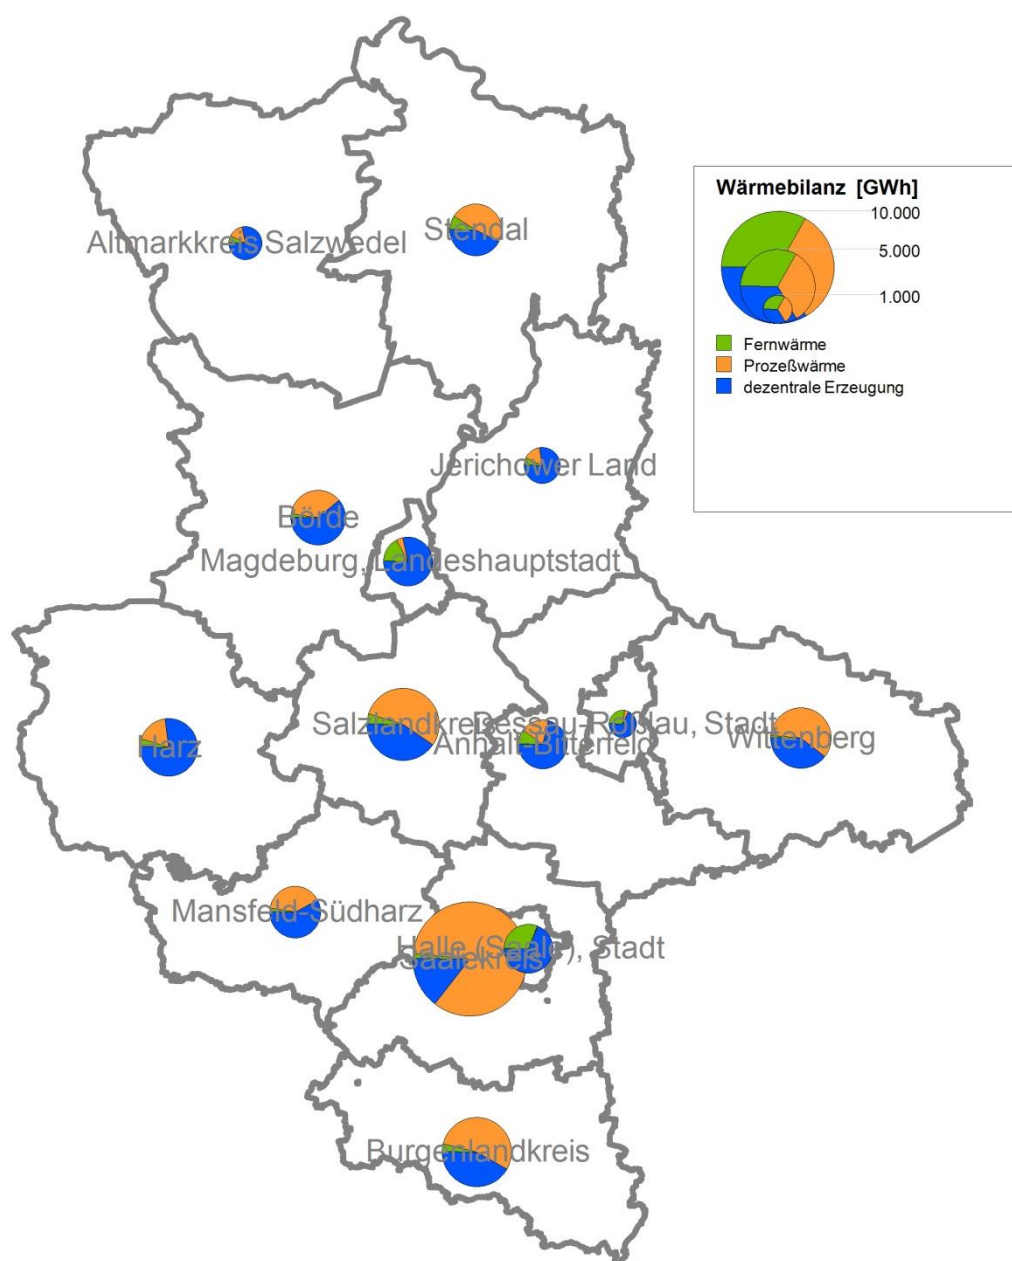 Wärmebilanz [GWh]
10.000
5.000
1.000
Fernwärme
Prozeßwärme
dezentrale Erzeugung
Altmarkkreis Salzwedel
Stendal
Jerichower Land
Börde
Magdeburg, Landeshauptstadt
Salzlandkreis
Dessau-Roßlau, Stadt
Anhalt-Bitterfeld
Wittenberg
Harz
Mansfeld-Südharz
Halle (Saale), Stadt
Saalekreis
Burgenlandkreis